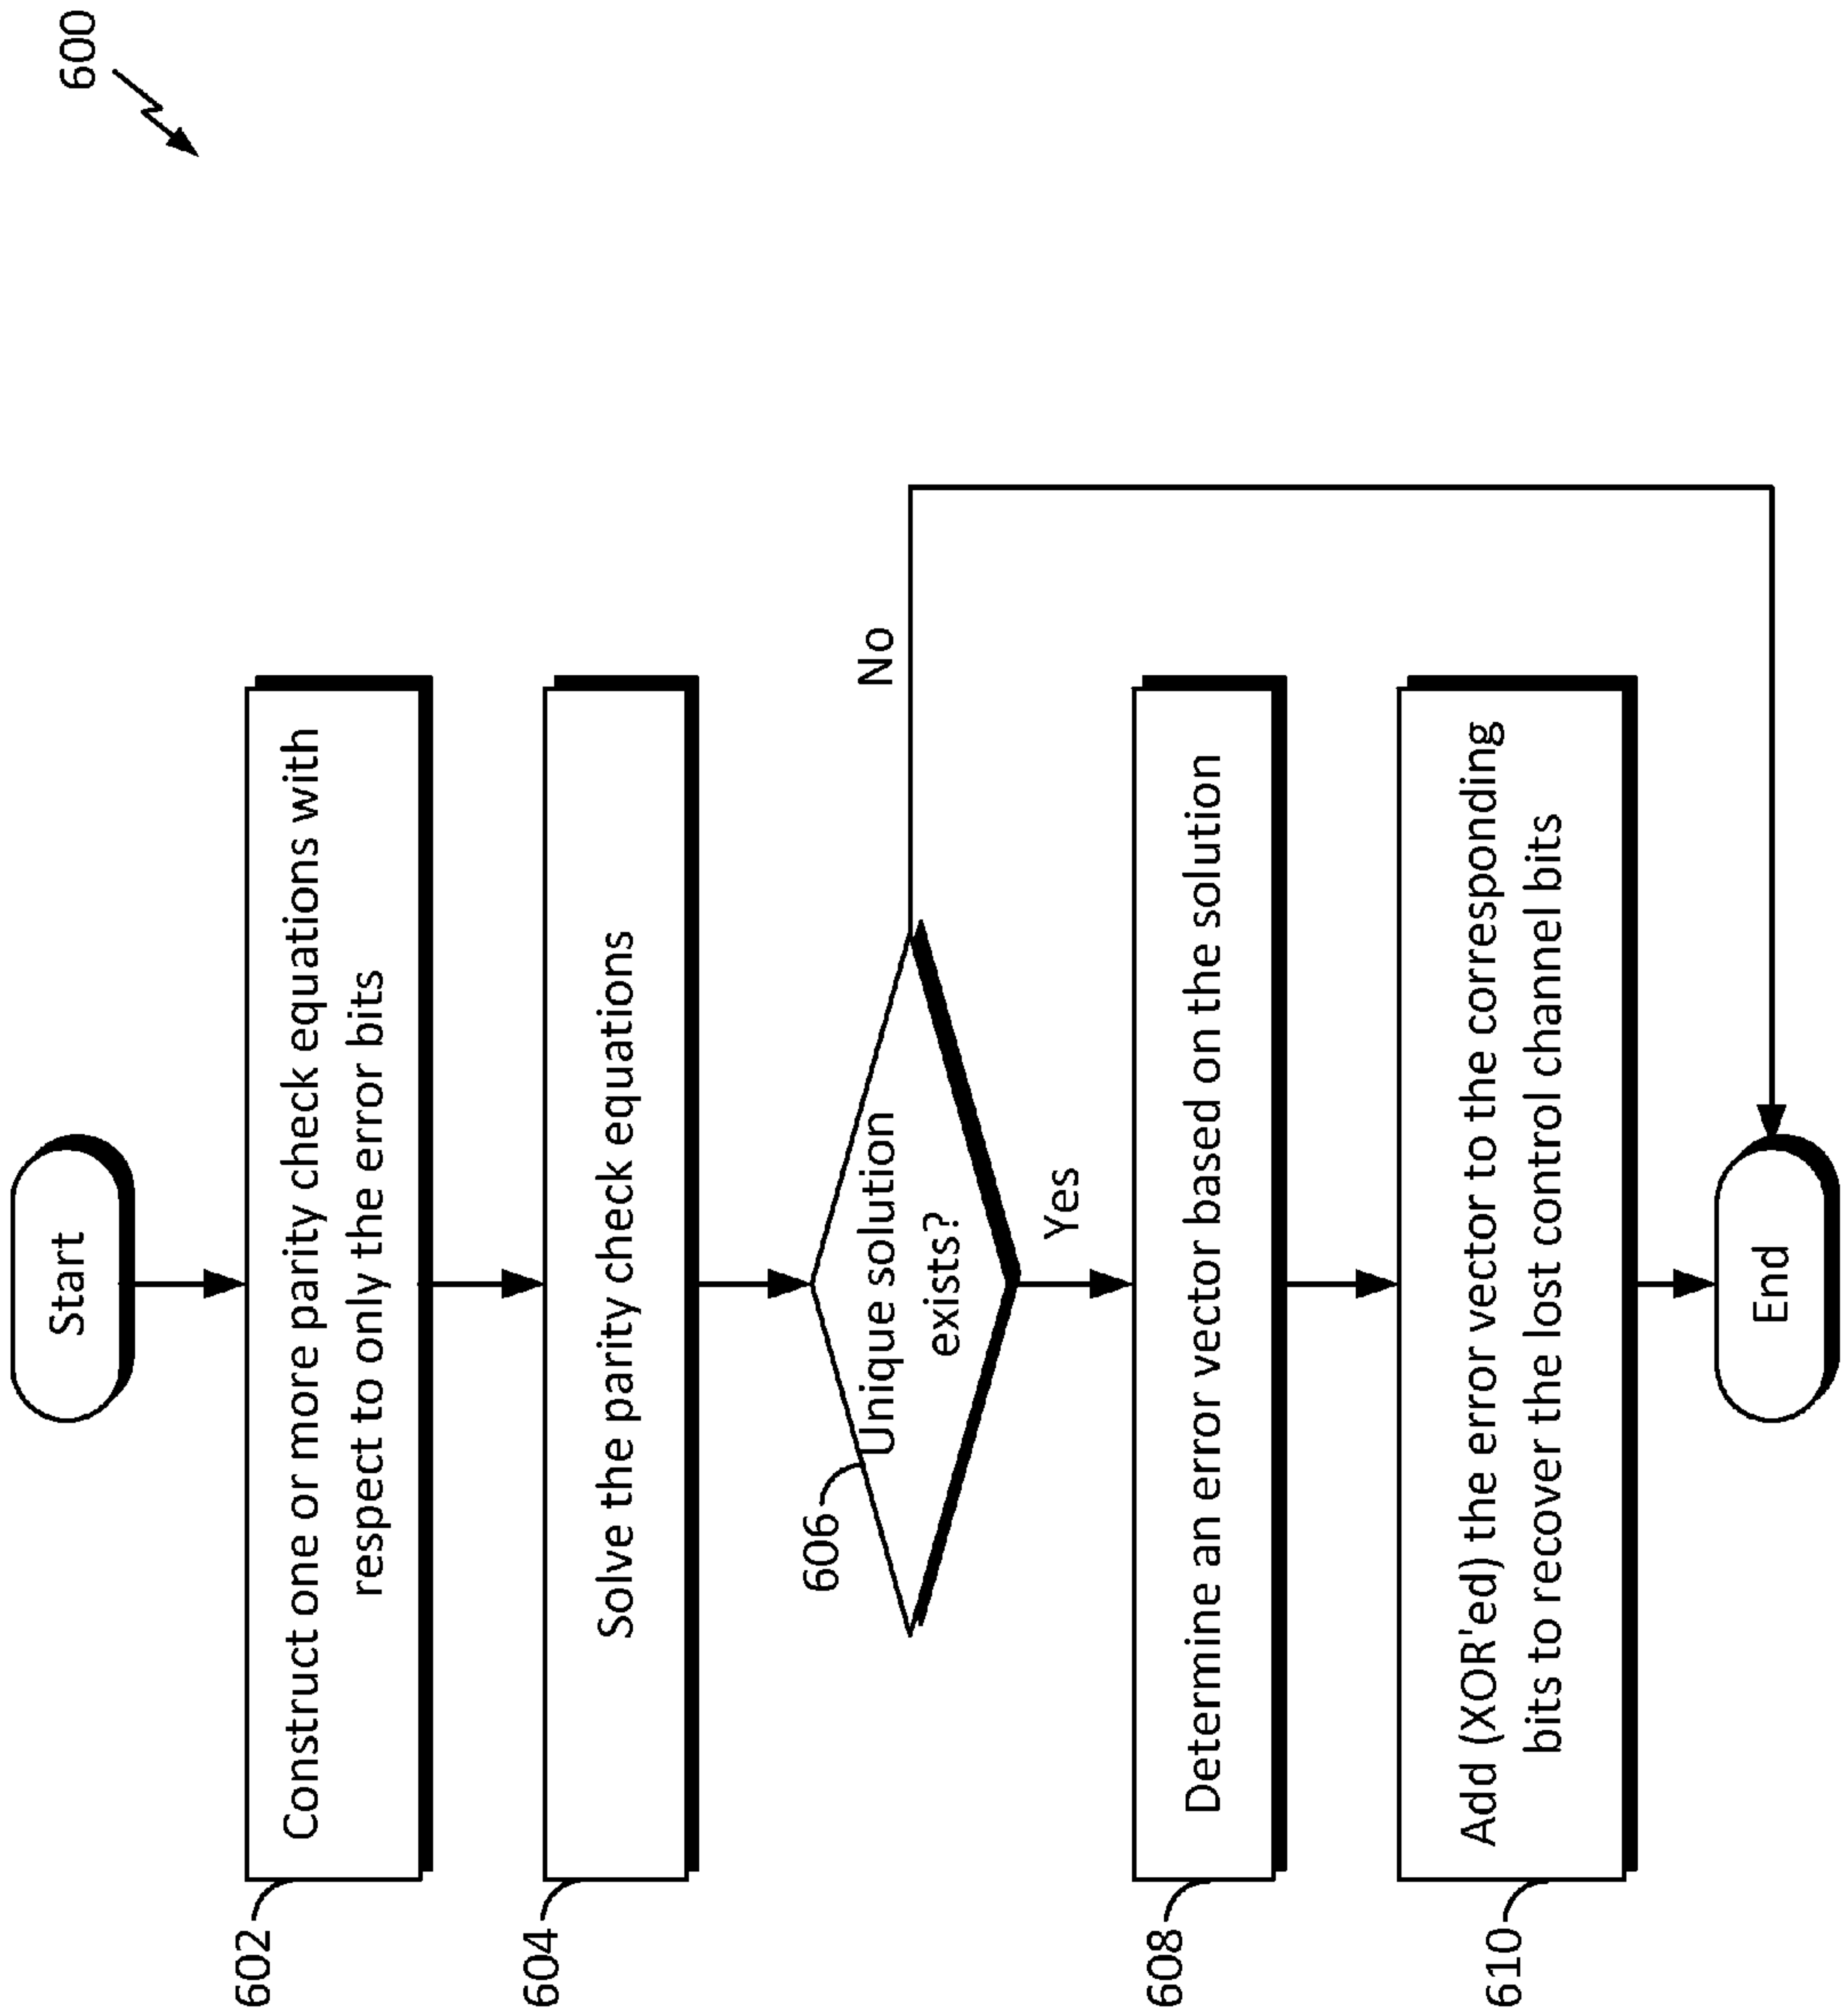 600
Start
602
Construct one or more parity check equations with
respect to only the error bits
604
Solve the parity check equations
606
Unique solution
exists?
No
Yes
608
Determine an error vector based on the solution
610
Add (XOR'ed) the error vector to the corresponding
bits to recover the lost control channel bits
End